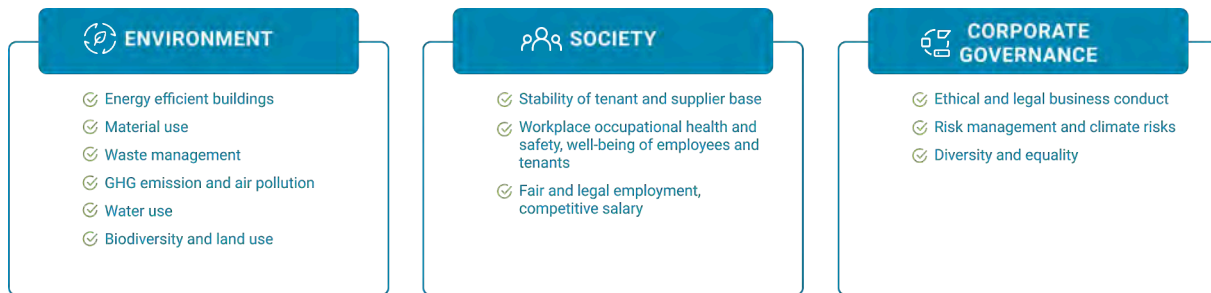 ENVIRONMENT
Energy efficient buildings
Material use
Waste management
GHG emission and air pollution
Water use
Biodiversity and land use
SOCIETY
Stability of tenant and supplier base
Workplace occupational health and
safety, well-being of employees and
tenants
Fair and legal employment,
competitive salary
CORPORATE
GOVERNANCE
Ethical and legal business conduct
Risk management and climate risks
Diversity and equality